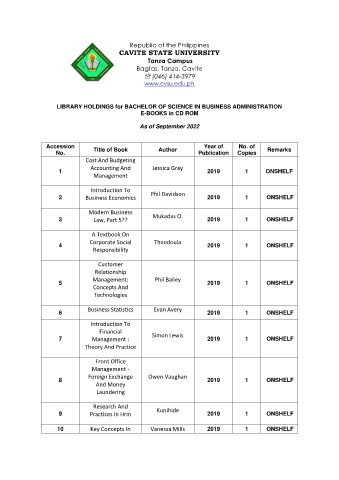 Republic of the Philippines
CAVITE STATE UNIVERSITY
Tanza Campus
Bagtas, Tanza, Cavite
☏ (046) 414-3979
www.cvsu.edu.ph
LIBRARY HOLDINGS for BACHELOR OF SCIENCE IN BUSINESS ADMINISTRATION
E-BOOKS in CD ROM
As of September 2022
Accession No. Title of Book Author Year of Publication No. of Copies Remarks
1 Cost And Budgeting Accounting And Management Jessica Gray 2019 1 ONSHELF
2 Introduction To Business Economics Phil Davidson 2019 1 ONSHELF
3 Modern Business Law, Part 5?? Mukadas O. 2019 1 ONSHELF
4 A Textbook On Corporate Social Responsibility Theodoula 2019 1 ONSHELF
5 Customer Relationship Management: Concepts And Technologies Phil Bailey 2019 1 ONSHELF
6 Business Statistics Evan Avery 2019 1 ONSHELF
7 Introduction To Financial Management : Theory And Practice Simon Lewis 2019 1 ONSHELF
8 Front Office Management - Foreign Exchange And Money Laundering Owen Vaughan 2019 1 ONSHELF
9 Research And Practices In Hrm Kunihide 2019 1 ONSHELF
10 Key Concepts In Vanessa Mills 2019 1 ONSHELF